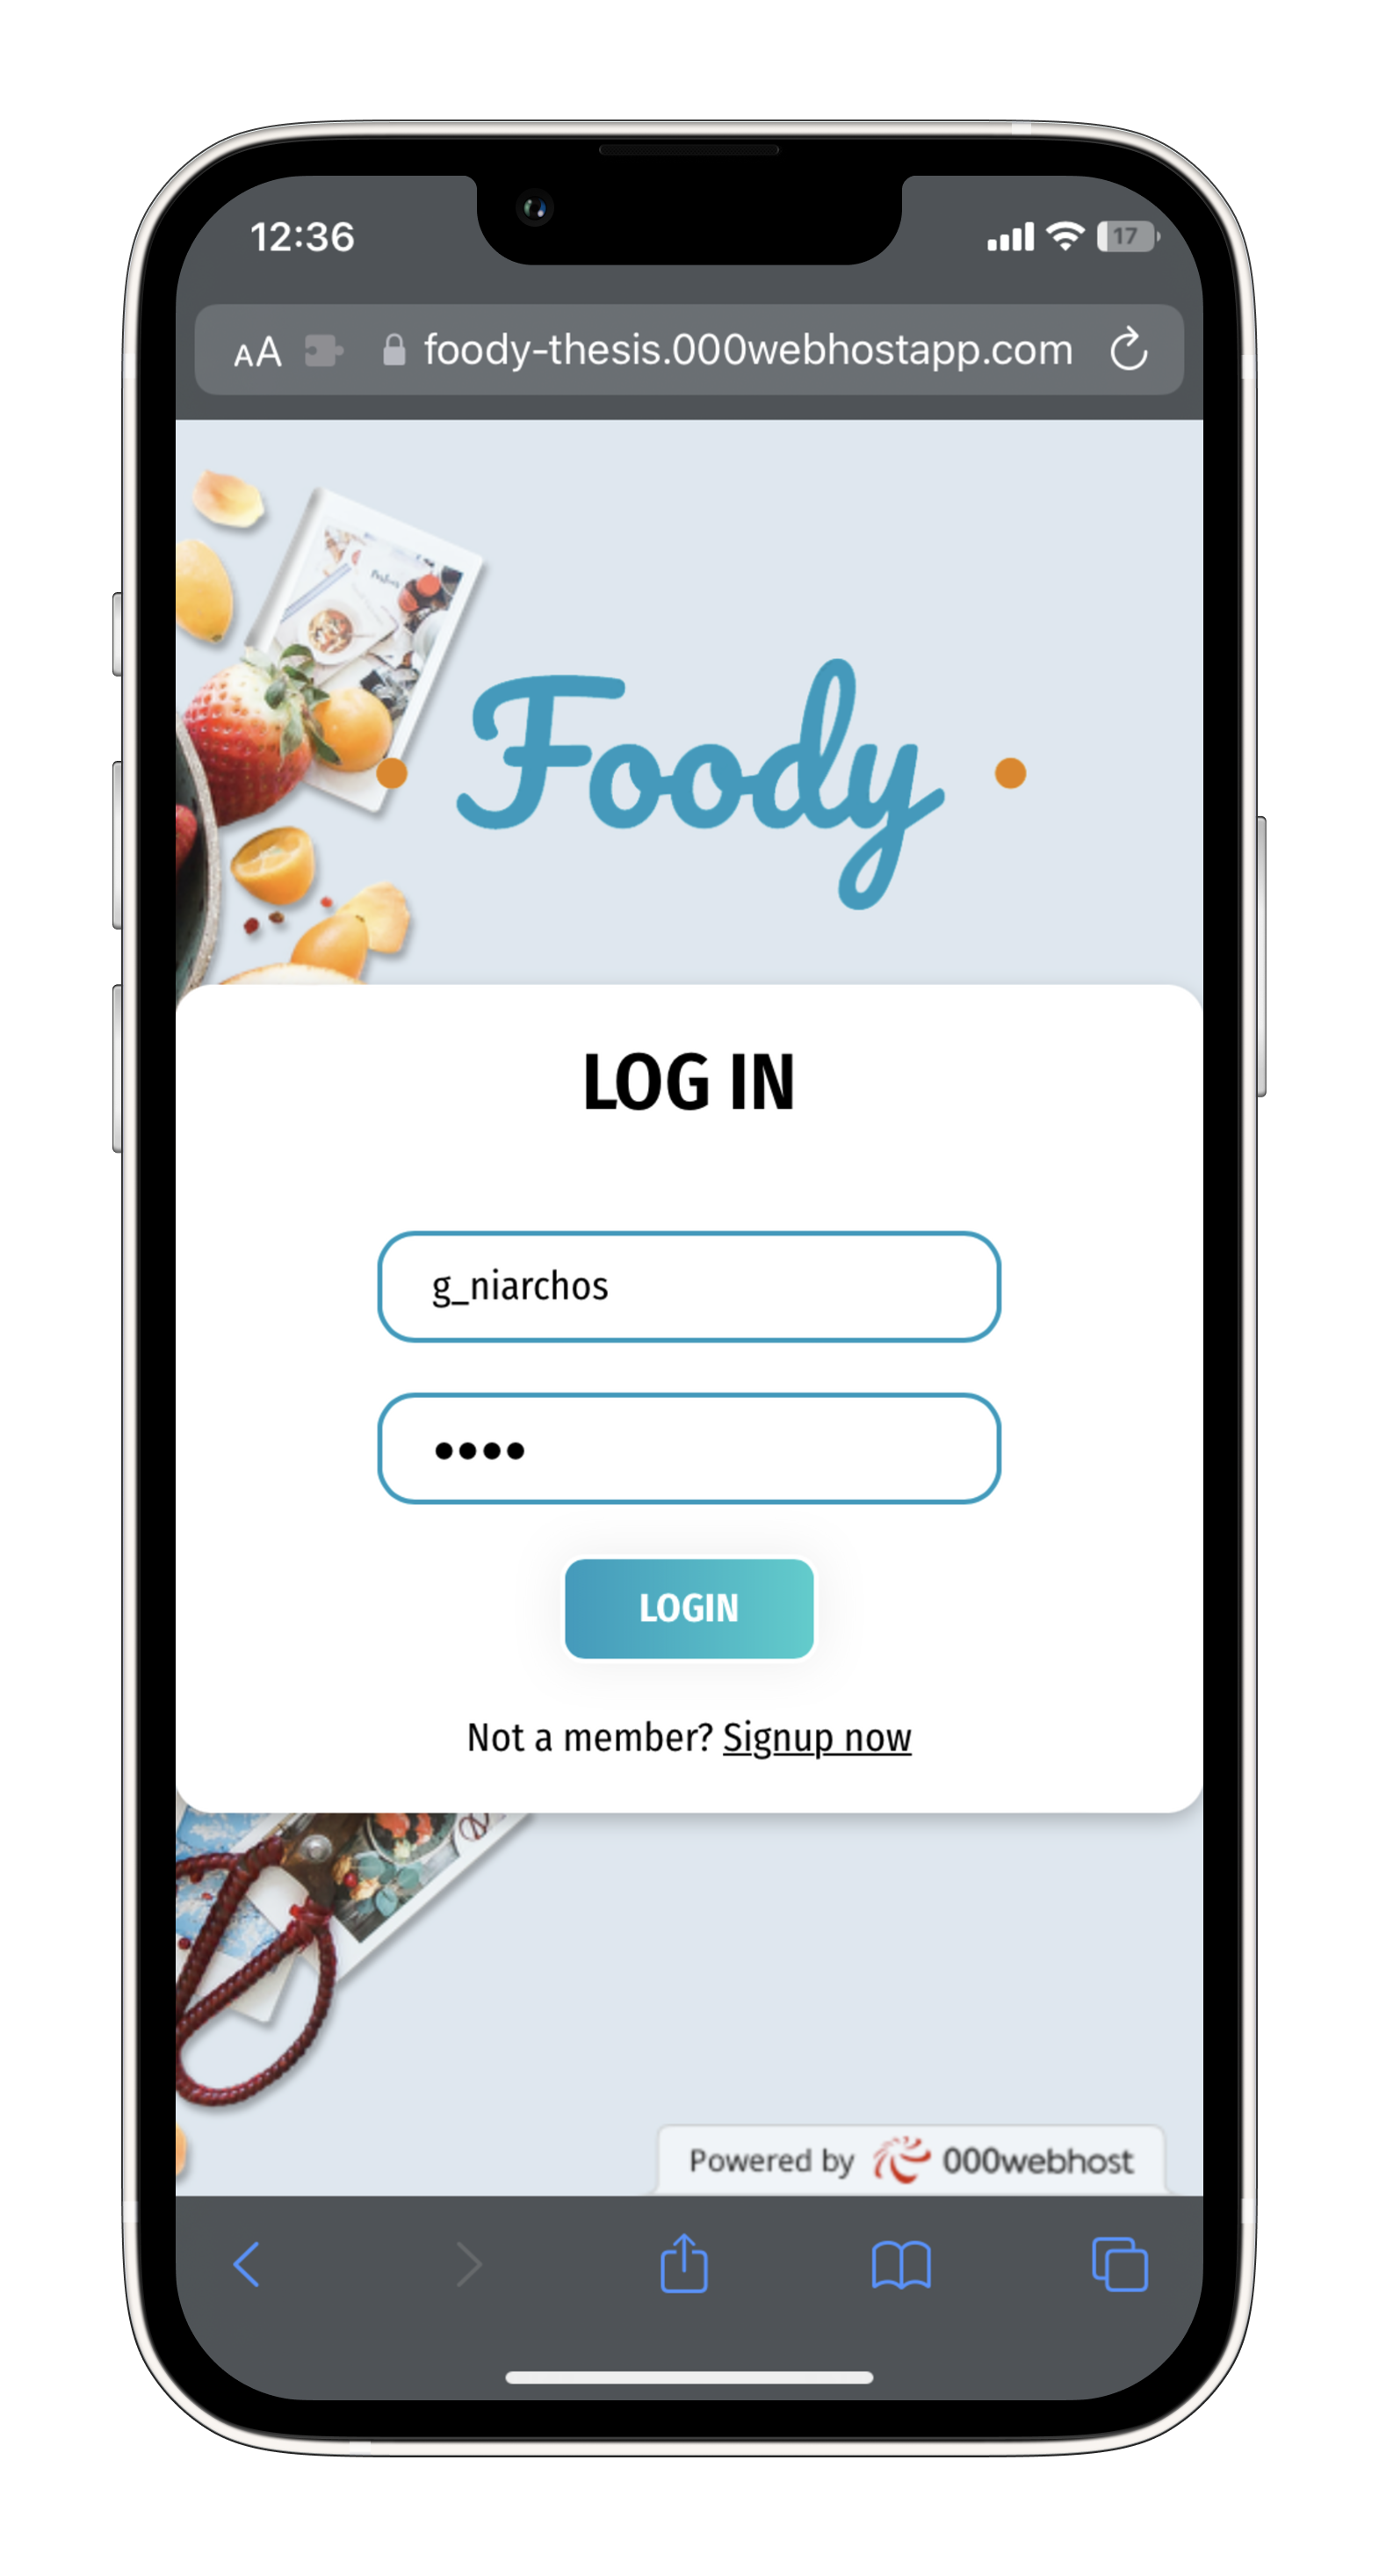 12:36
17
AA
foody-thesis.000webhostapp.com
Foody
LOG IN
g_niarchos
••••
LOGIN
Not a member? Signup now
Powered by 000webhost